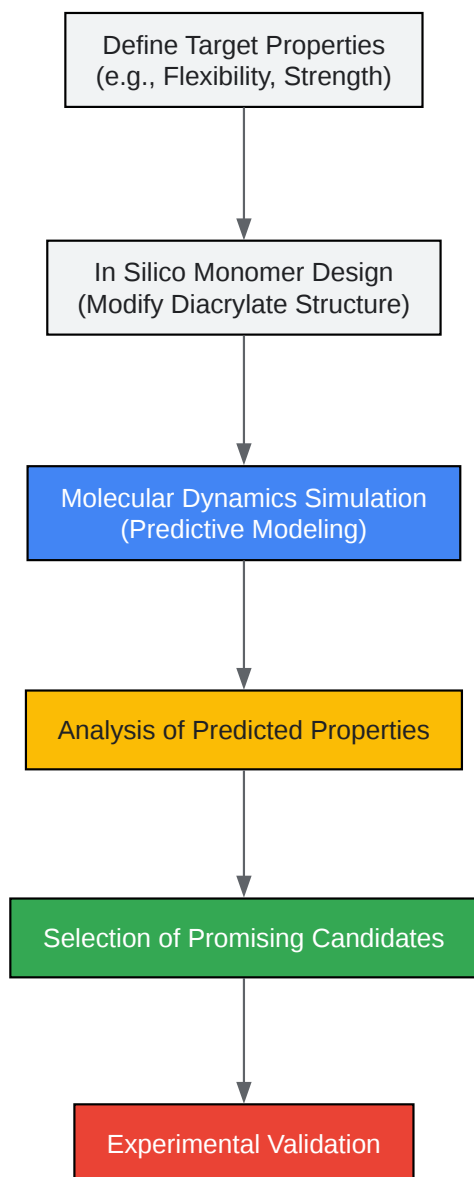 Define Target Properties
(e.g., Flexibility, Strength)
In Silico Monomer Design
(Modify Diacrylate Structure)
Molecular Dynamics Simulation
(Predictive Modeling)
Analysis of Predicted Properties
Selection of Promising Candidates
Experimental Validation